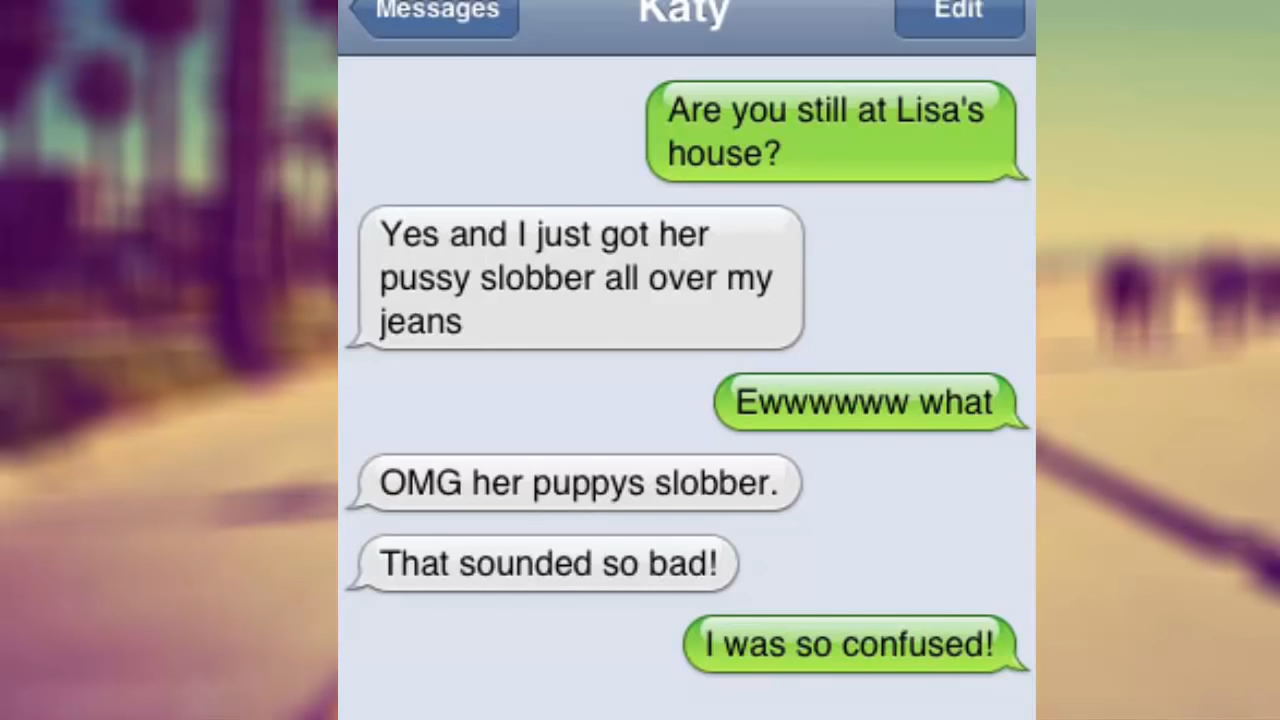 Messages
Katy
Edit
Are you still at Lisa's
house?
Yes and I just got her
pussy slobber all over my
jeans
Ewwwwww what
OMG her puppys slobber.
That sounded so bad!
I was so confused!